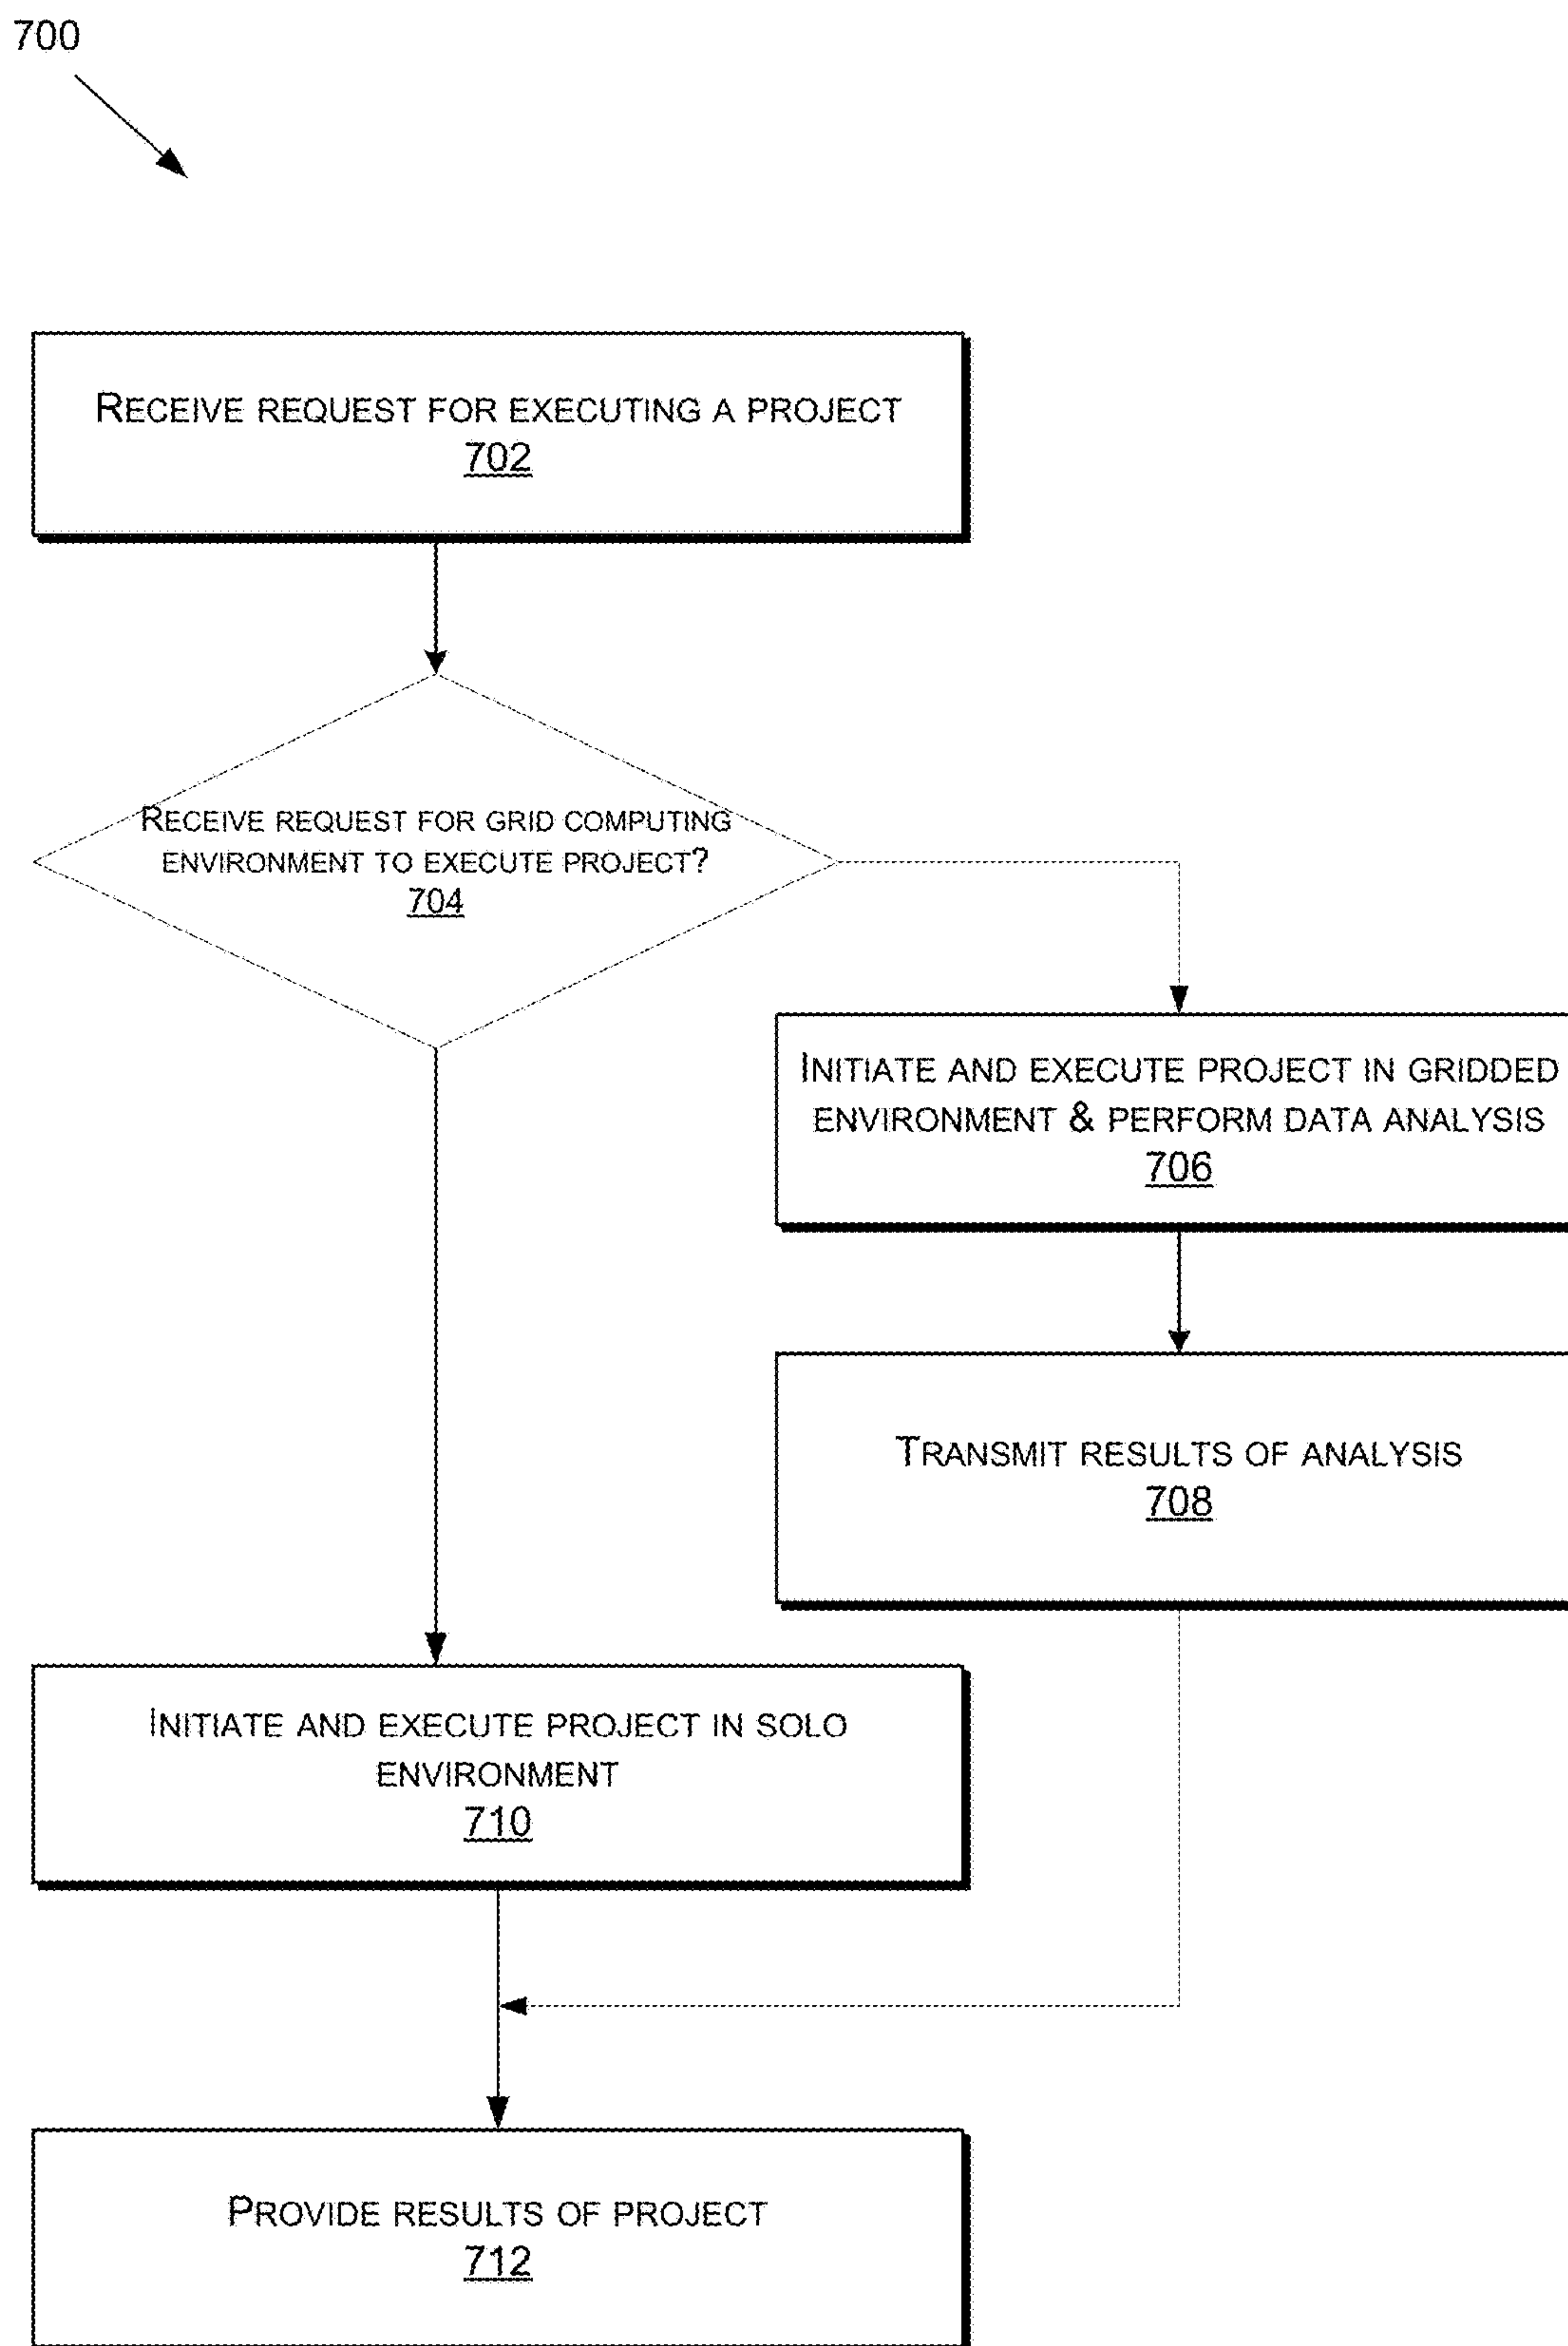 700
RECEIVE REQUEST FOR EXECUTING A PROJECT
702
RECEIVE REQUEST FOR GRID COMPUTING
ENVIRONMENT TO EXECUTE PROJECT?
704
INITIATE AND EXECUTE PROJECT IN GRIDDED
ENVIRONMENT & PERFORM DATA ANALYSIS
706
TRANSMIT RESULTS OF ANALYSIS
708
INITIATE AND EXECUTE PROJECT IN SOLO
ENVIRONMENT
710
PROVIDE RESULTS OF PROJECT
712